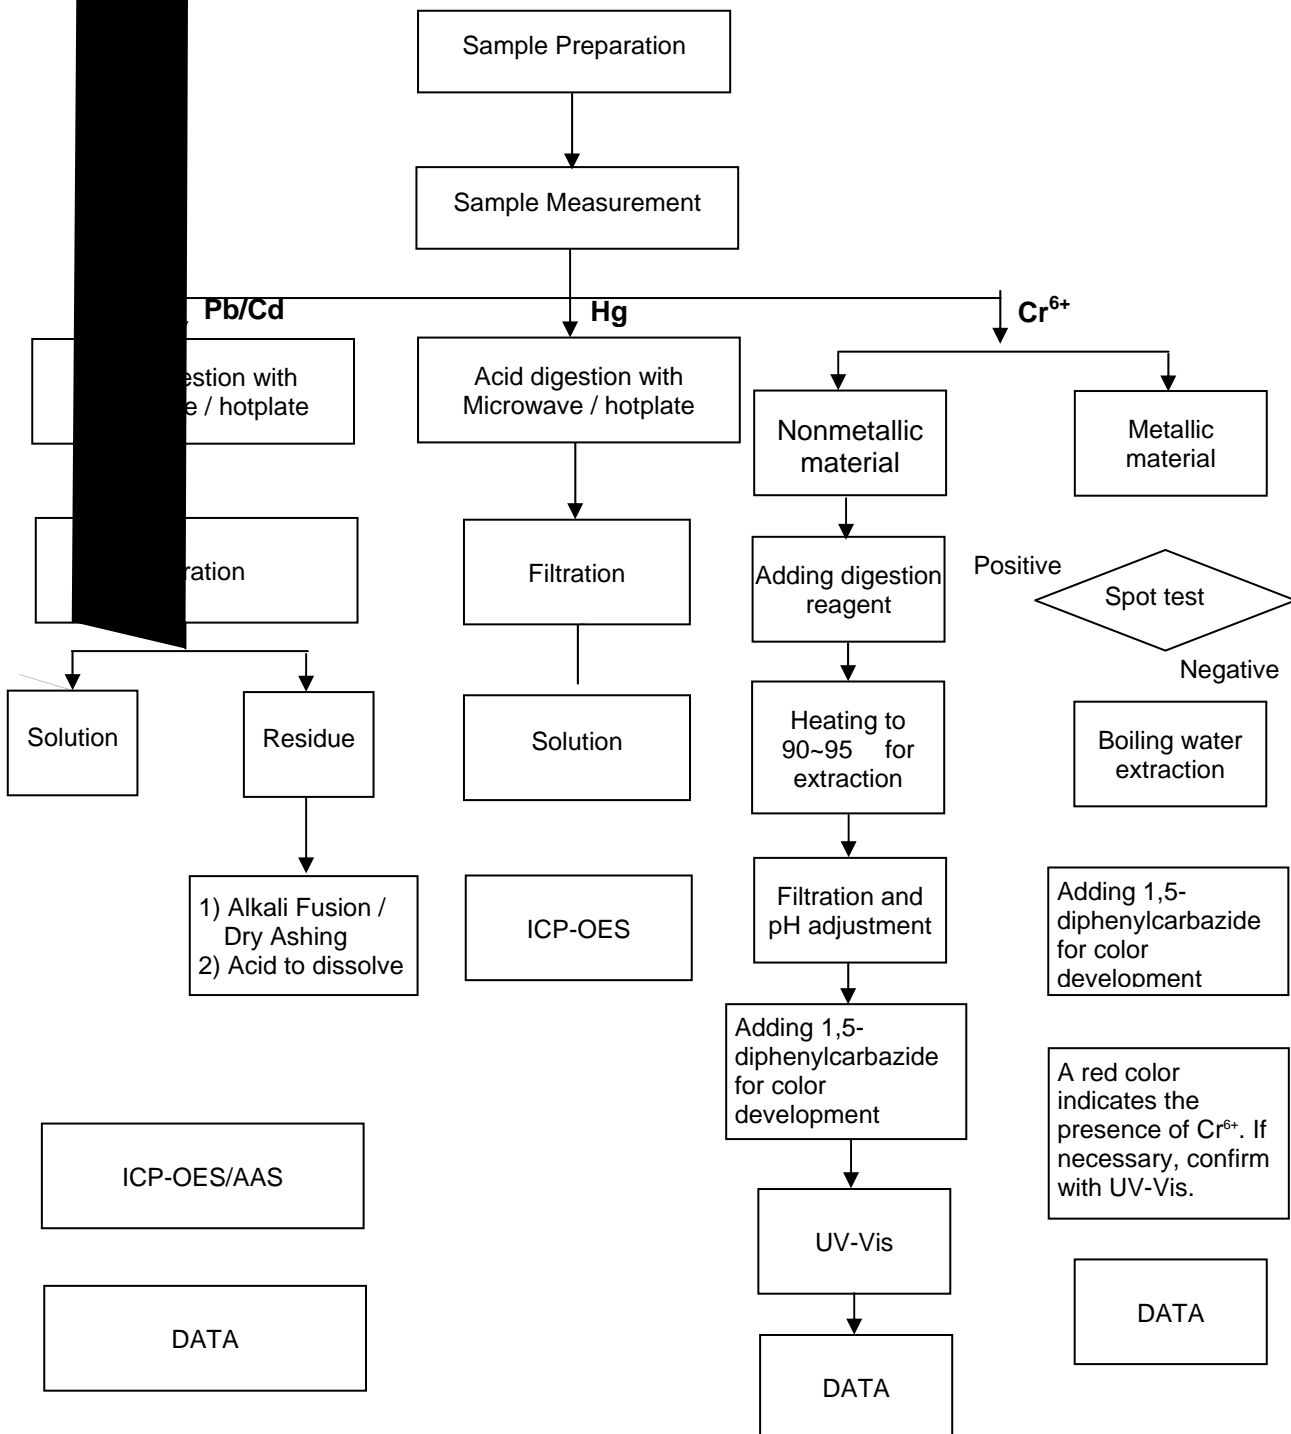 Sample Preparation
Sample Measurement
Pb/Cd
Hg
Cr⁶⁺
with
/ hotplate
Acid digestion with
Microwave / hotplate
Nonmetallic
material
Metallic
material
Filtration
Adding digestion
reagent
Positive
Spot test
Negative
Solution
Residue
Solution
Heating to
90~95 for
extraction
Boiling water
extraction
1) Alkali Fusion /
Dry Ashing
2) Acid to dissolve
ICP-OES
Filtration and
pH adjustment
Adding 1,5-
diphenylcarbazide
for color
development
Adding 1,5-
diphenylcarbazide
for color
development
A red color
indicates the
presence of Cr⁶⁺. If
necessary, confirm
with UV-Vis.
ICP-OES/AAS
UV-Vis
DATA
DATA
DATA